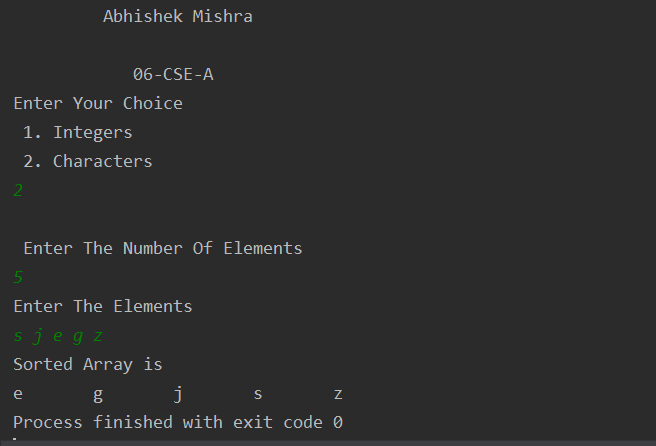 Abhishek Mishra
06-CSE-A
Enter Your Choice
1. Integers
2. Characters
2
Enter The Number Of Elements
5
Enter The Elements
s j e g z
Sorted Array is
e g j s z
Process finished with exit code 0